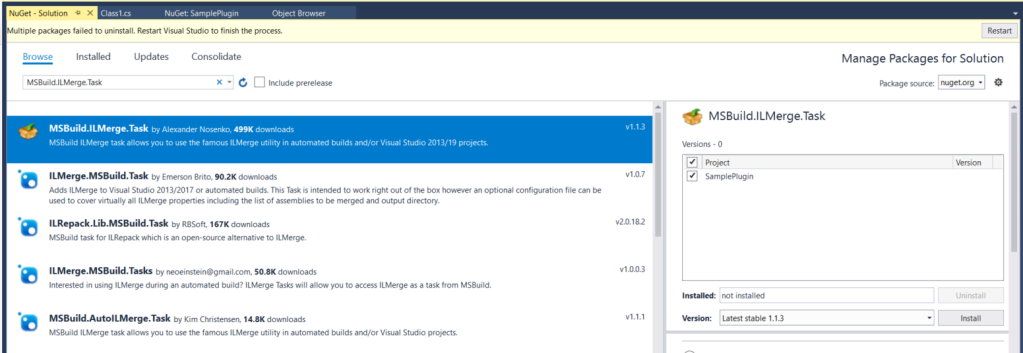 NuGet - Solution
Class1.cs
NuGet: SamplePlugin
Object Browser
Multiple packages failed to uninstall. Restart Visual Studio to finish the process.
Restart
Browse
Installed
Updates
Consolidate
Manage Packages for Solution
MSBuild.ILMerge.Task
Include prerelease
Package source: nuget.org
MSBuild.ILMerge.Task by Alexander Nosenko, 499K downloads
v1.1.3
MSBuild ILMerge task allows you to use the famous ILMerge utility in automated builds and/or Visual Studio 2013/19 projects.
ILMerge.MSBuild.Task by Emerson Brito, 90.2K downloads
v1.0.7
Adds ILMerge to Visual Studio 2013/2017 or automated builds. This Task is intended to work right out of the box however an optional configuration file can be
used to cover virtually all ILMerge properties including the list of assemblies to be merged and output directory.
ILRepack.Lib.MSBuild.Task by RBSoft, 167K downloads
v2.0.18.2
MSBuild task for ILRepack which is an open-source alternative to ILMerge.
ILMerge.MSBuild.Tasks by neoeinstein@gmail.com, 50.8K downloads
v1.0.0.3
Interested in using ILMerge during an automated build? ILMerge Tasks will allow you to access ILMerge as a task from MSBuild.
MSBuild.AutoILMerge.Task by Kim Christensen, 14.8K downloads
v1.1.1
MSBuild ILMerge task allows you to use the famous ILMerge utility in automated builds and/or Visual Studio projects.
MSBuild.ILMerge.Task
Versions - 0
Project
Version
SamplePlugin
Installed: not installed
Uninstall
Version: Latest stable 1.1.3
Install